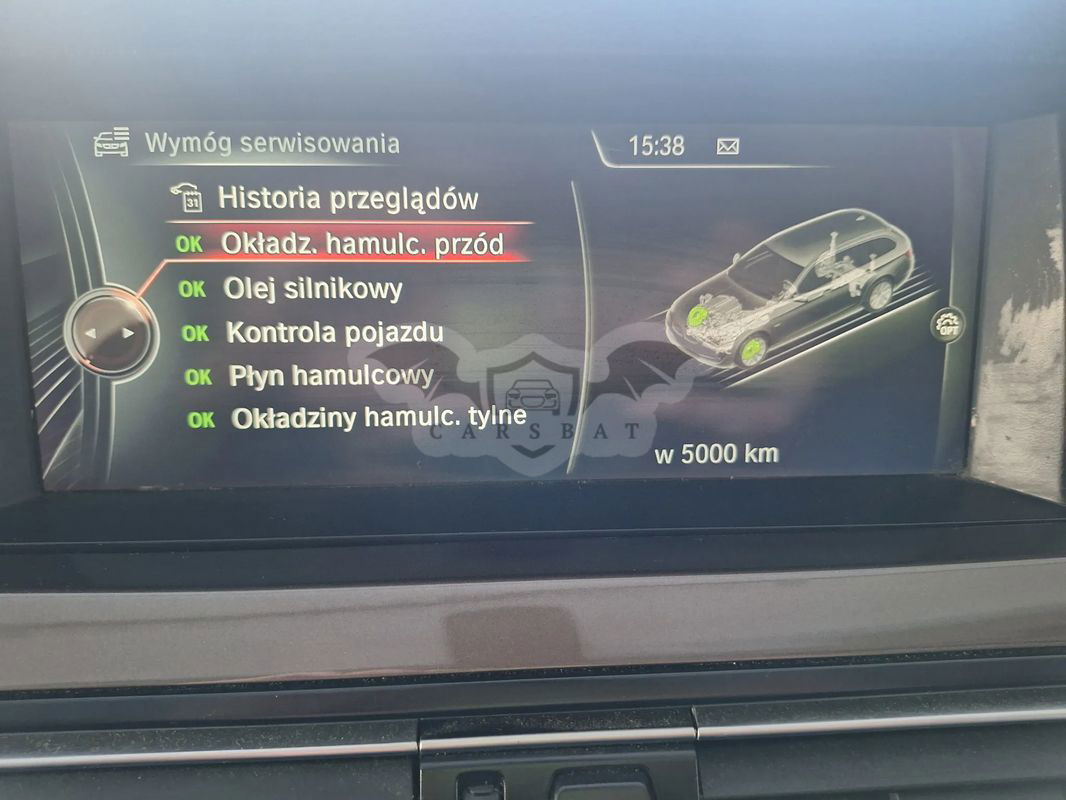 Wymóg serwisowania
15:38
31 Historia przeglądów
OK Okładz. hamulc. przód
OK Olej silnikowy
OK Kontrola pojazdu
OK Płyn hamulcowy
OK Okładziny hamulc. tylne
OPT
CARSBAT
w 5000 km